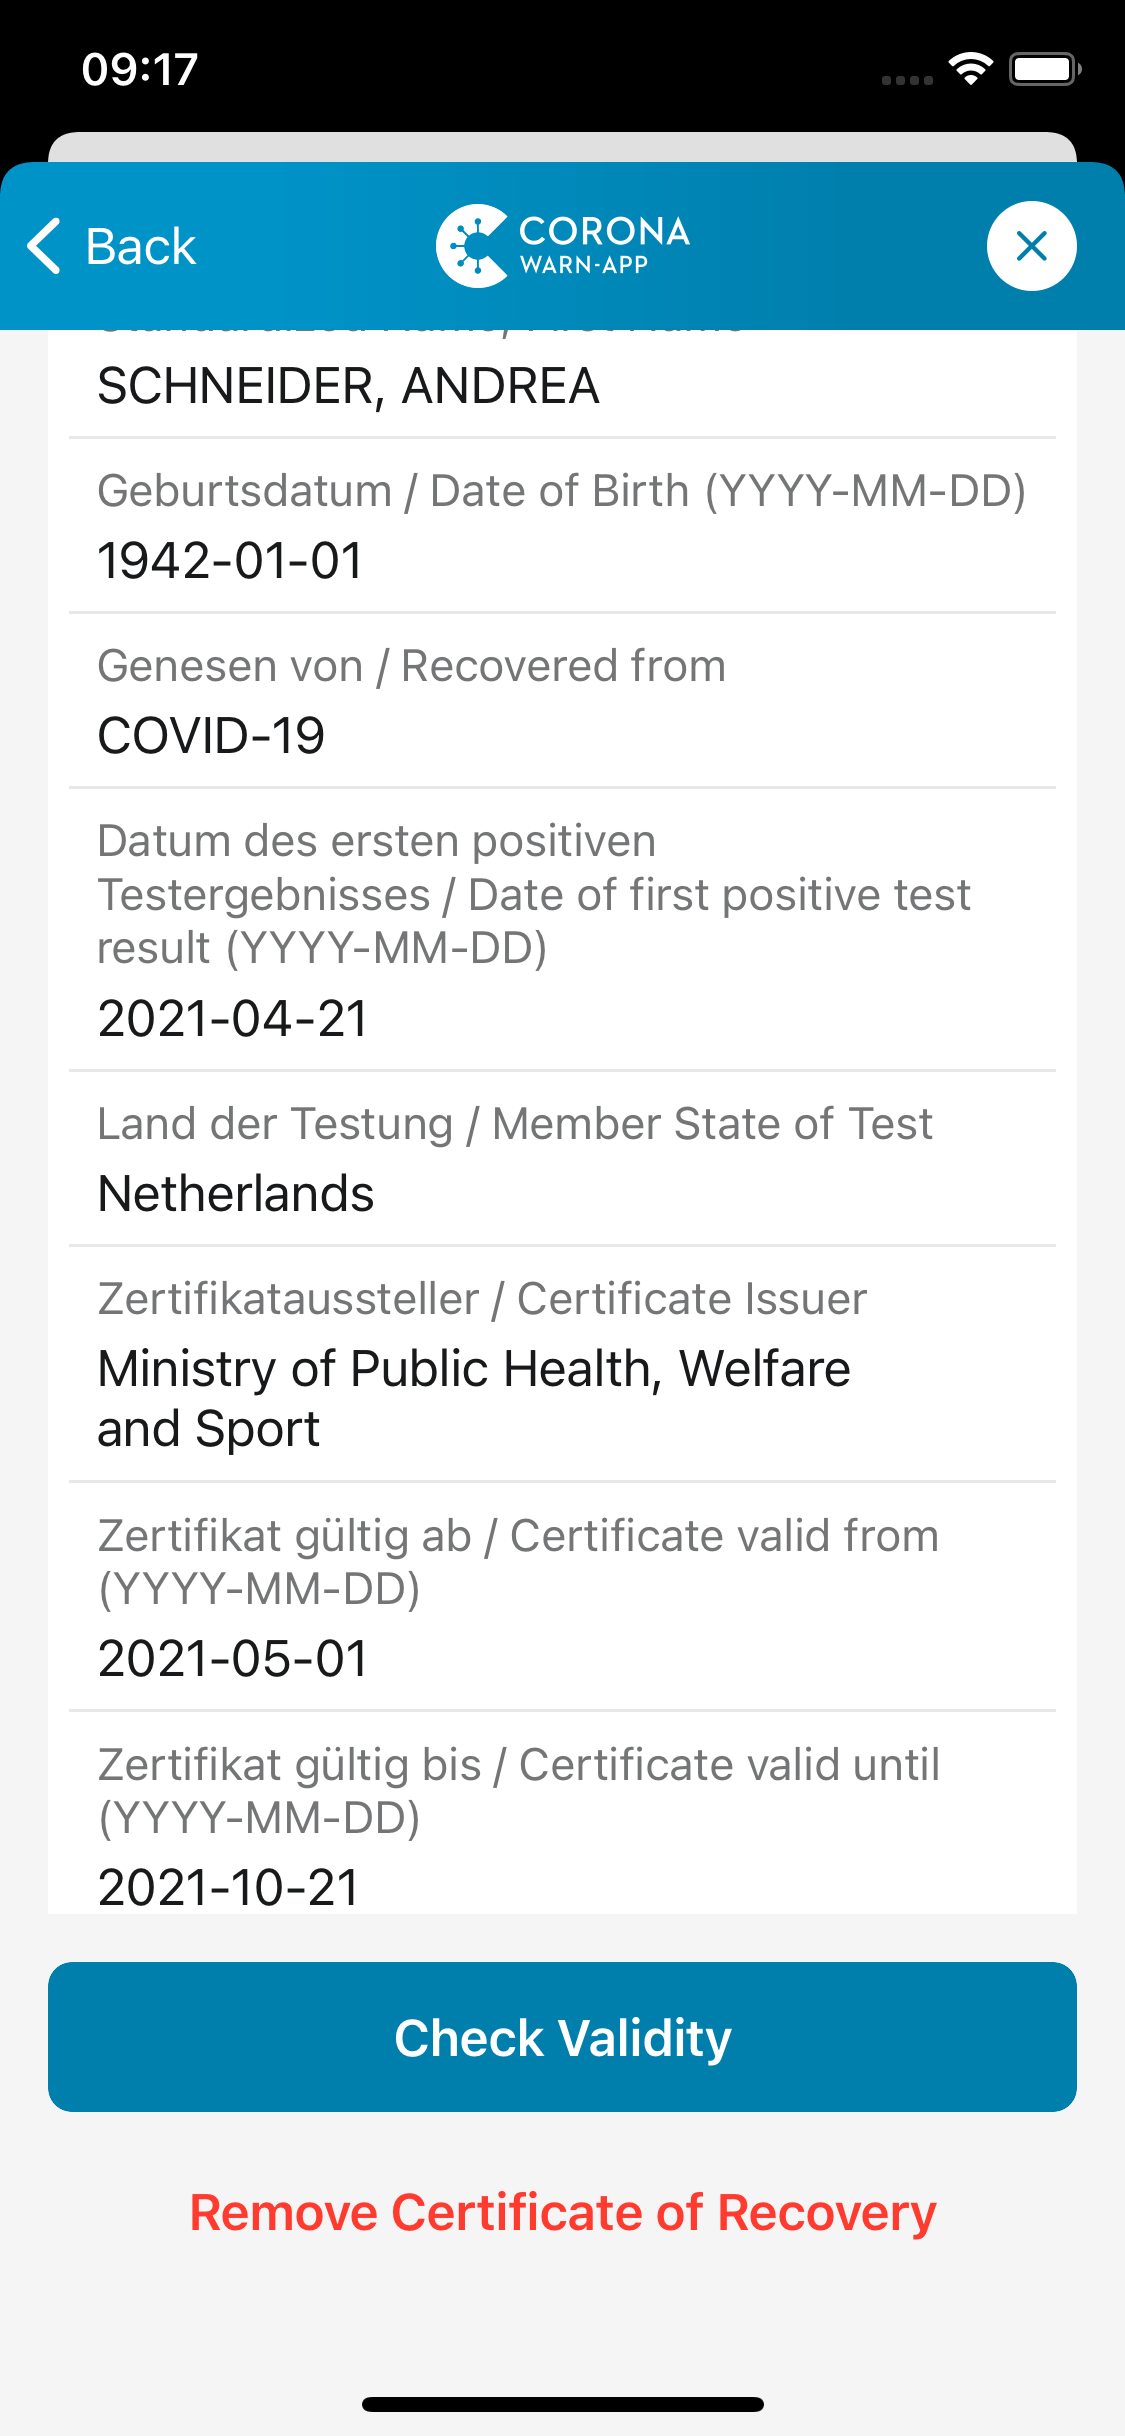 09:17
Back
CORONA
WARN-APP
SCHNEIDER, ANDREA
Geburtsdatum / Date of Birth (YYYY-MM-DD)
1942-01-01
Genesen von / Recovered from
COVID-19
Datum des ersten positiven
Testergebnisses / Date of first positive test
result (YYYY-MM-DD)
2021-04-21
Land der Testung / Member State of Test
Netherlands
Zertifikataussteller / Certificate Issuer
Ministry of Public Health, Welfare
and Sport
Zertifikat gültig ab / Certificate valid from
(YYYY-MM-DD)
2021-05-01
Zertifikat gültig bis / Certificate valid until
(YYYY-MM-DD)
2021-10-21
Check Validity
Remove Certificate of Recovery